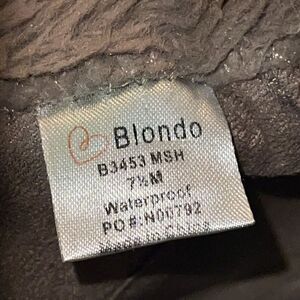 Blondo
B3453 MSH
7½M
Waterproof
PO#:N00792